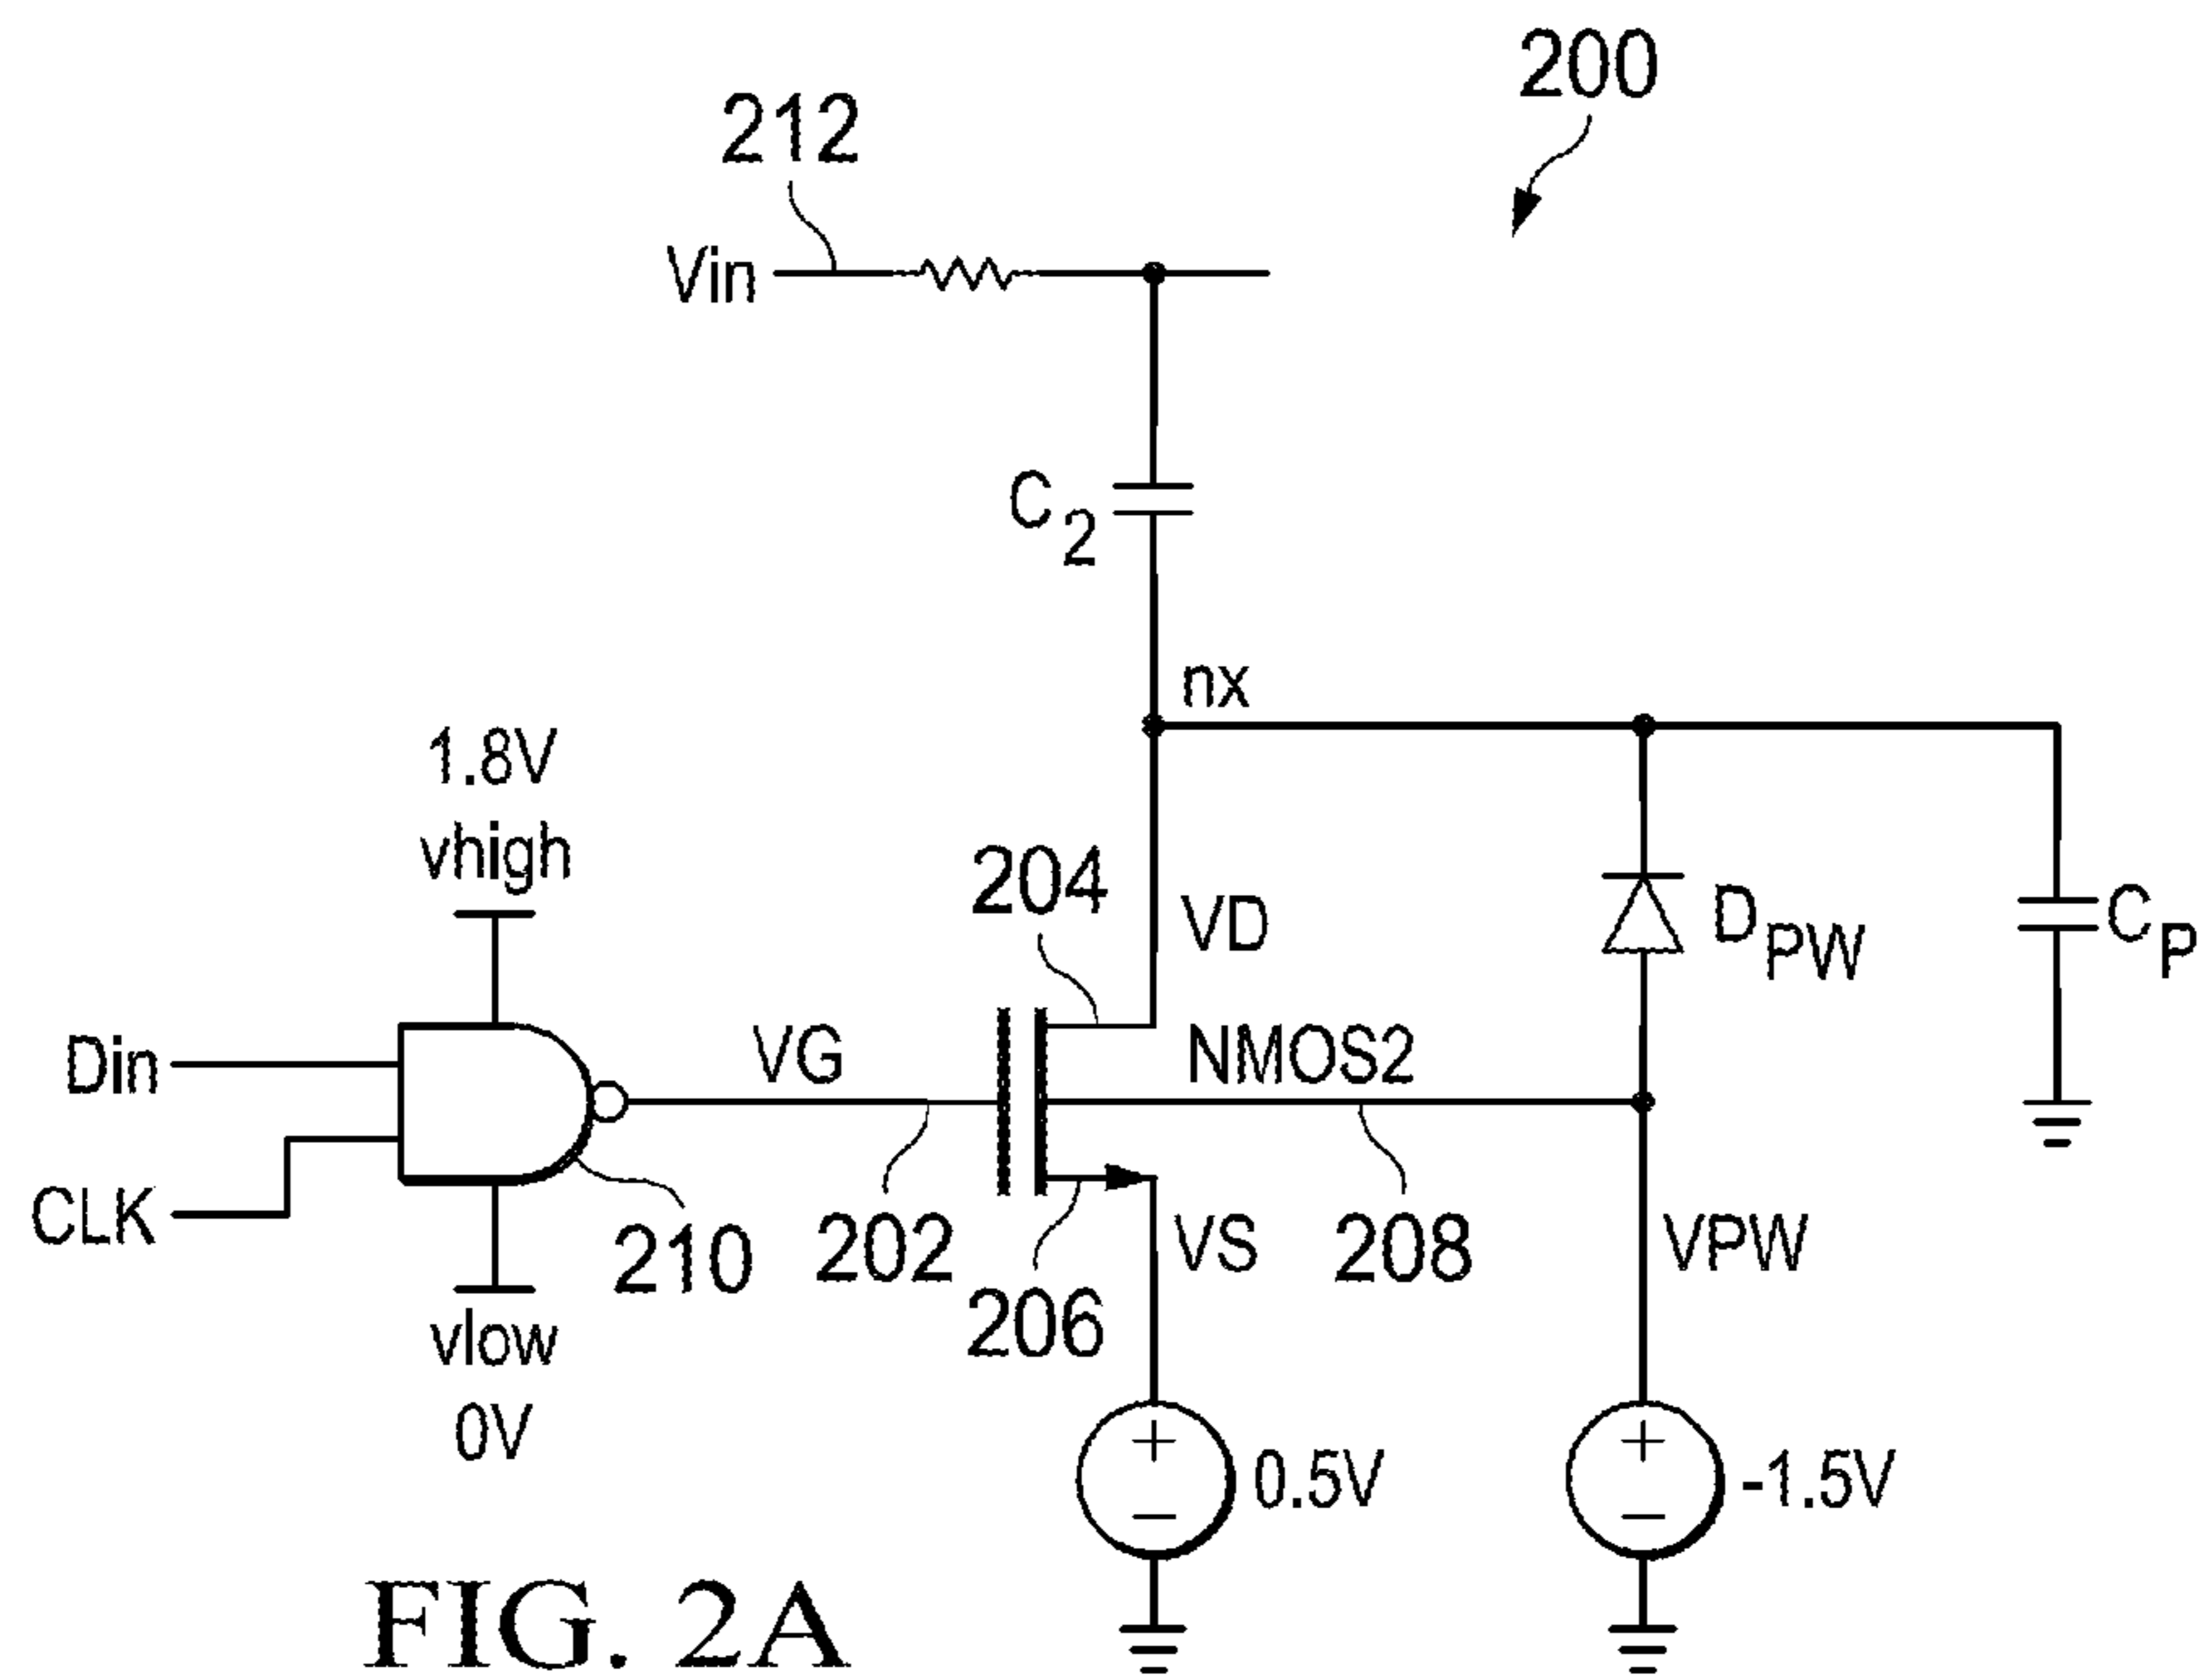 200
212
Vin
C2
nx
1.8V
vhigh
204
VD
DPW
CP
Din
VG
NMOS2
CLK
210
202
206
VS
208
VPW
vlow
0V
+
−
0.5V
+
−
-1.5V
FIG. 2A